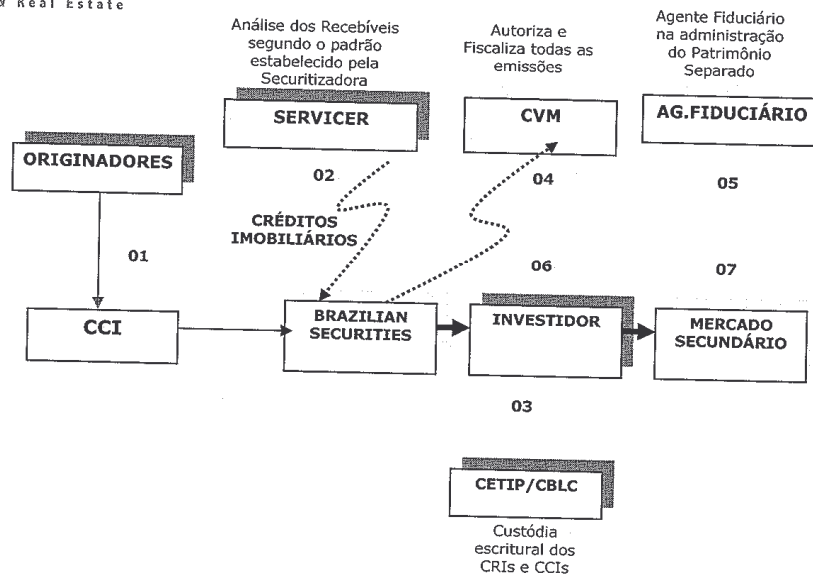 & Real Estate
Análise dos Recebíveis
segundo o padrão
estabelecido pela
Securitizadora
Autoriza e
Fiscaliza todas as
emissões
Agente Fiduciário
na administração
do Patrimônio
Separado
SERVICER
CVM
AG.FIDUCIÁRIO
ORIGINADORES
02
04
05
CRÉDITOS
IMOBILIÁRIOS
01
06
07
CCI
BRAZILIAN
SECURITIES
INVESTIDOR
MERCADO
SECUNDÁRIO
03
CETIP/CBLC
Custódia
escritural dos
CRIs e CCIs